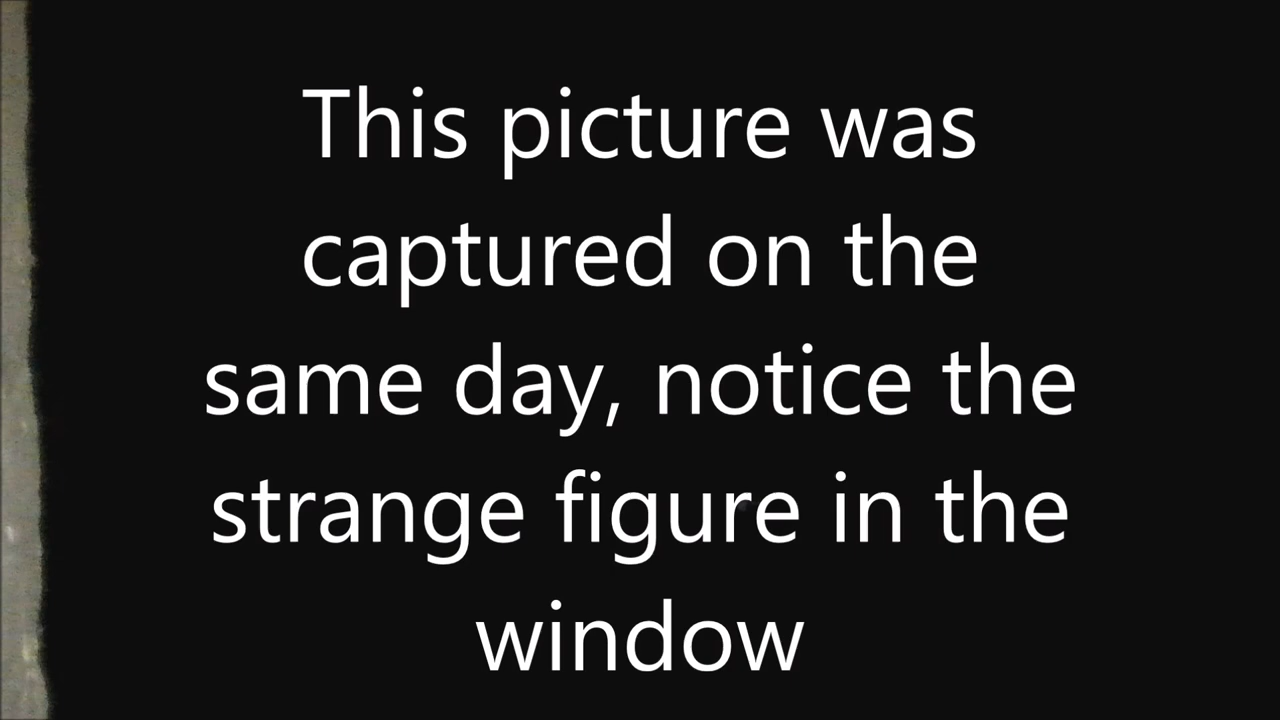 This picture was
captured on the
same day, notice the
strange figure in the
window